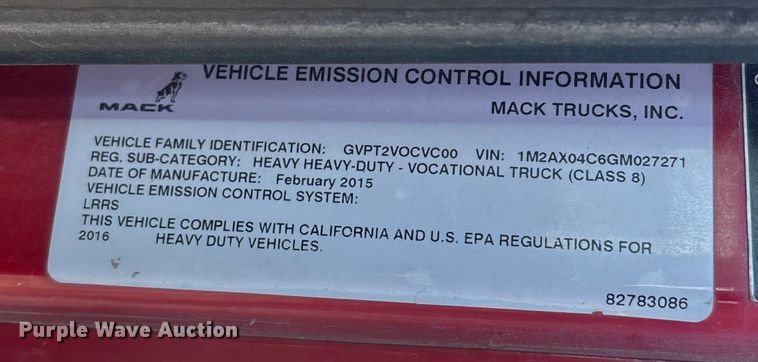 VEHICLE EMISSION CONTROL INFORMATION
MACK
MACK TRUCKS, INC.
VEHICLE FAMILY IDENTIFICATION: GVPT2VOCVC00 VIN: 1M2AX04C6GM027271
REG. SUB-CATEGORY: HEAVY HEAVY-DUTY - VOCATIONAL TRUCK (CLASS 8)
DATE OF MANUFACTURE: February 2015
VEHICLE EMISSION CONTROL SYSTEM:
LRRS
THIS VEHICLE COMPLIES WITH CALIFORNIA AND U.S. EPA REGULATIONS FOR
2016 HEAVY DUTY VEHICLES.
82783086
Purple Wave Auction